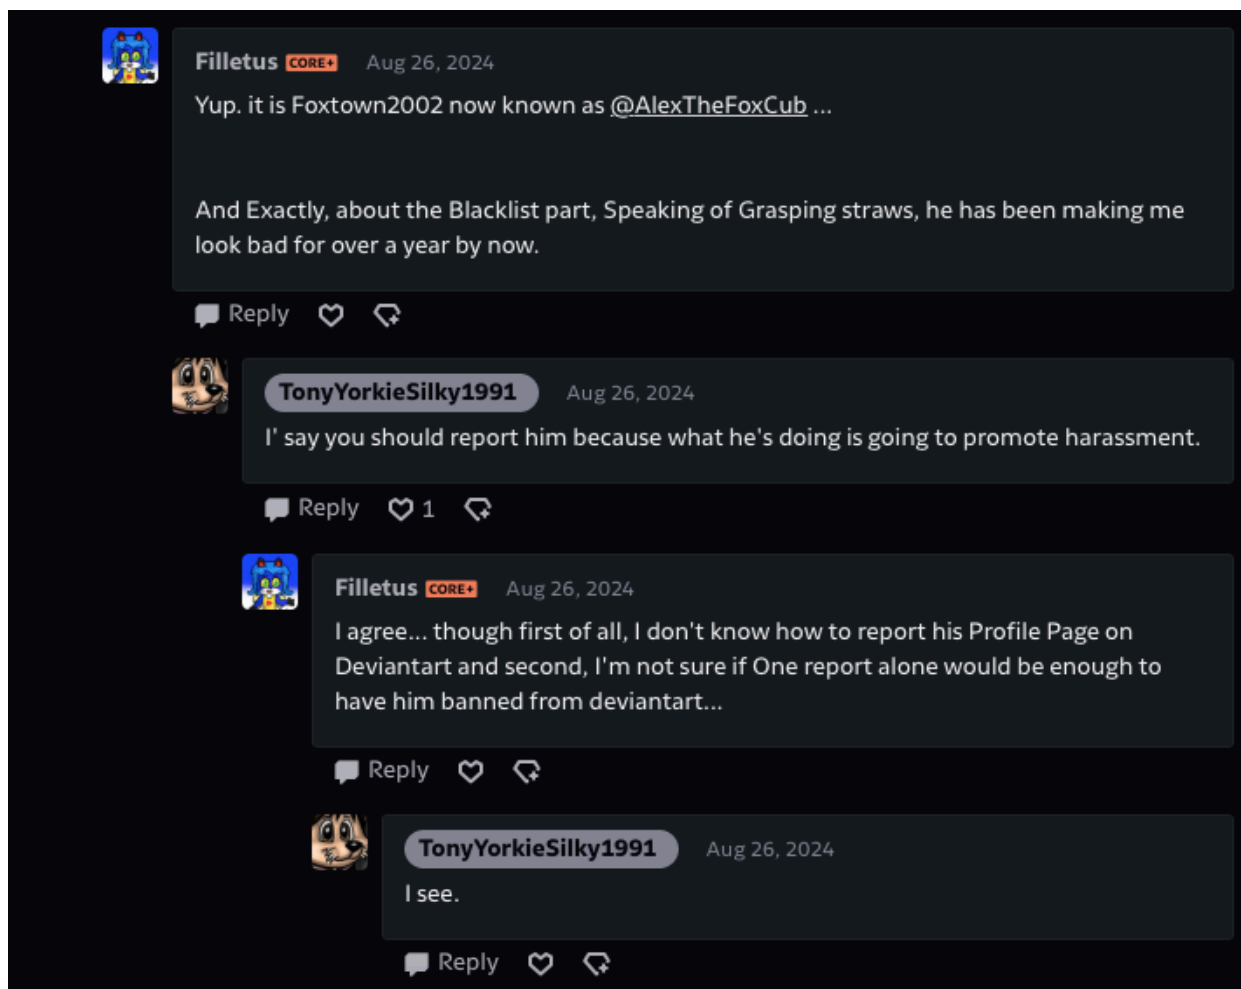 Filletus CORE+ Aug 26, 2024
Yup. it is Foxtown2002 now known as @AlexTheFoxCub ...
And Exactly, about the Blacklist part, Speaking of Grasping straws, he has been making me
look bad for over a year by now.
Reply
TonyYorkieSilky1991 Aug 26, 2024
I' say you should report him because what he's doing is going to promote harassment.
Reply 1
Filletus CORE+ Aug 26, 2024
I agree... though first of all, I don't know how to report his Profile Page on
Deviantart and second, I'm not sure if One report alone would be enough to
have him banned from deviantart...
Reply
TonyYorkieSilky1991 Aug 26, 2024
I see.
Reply